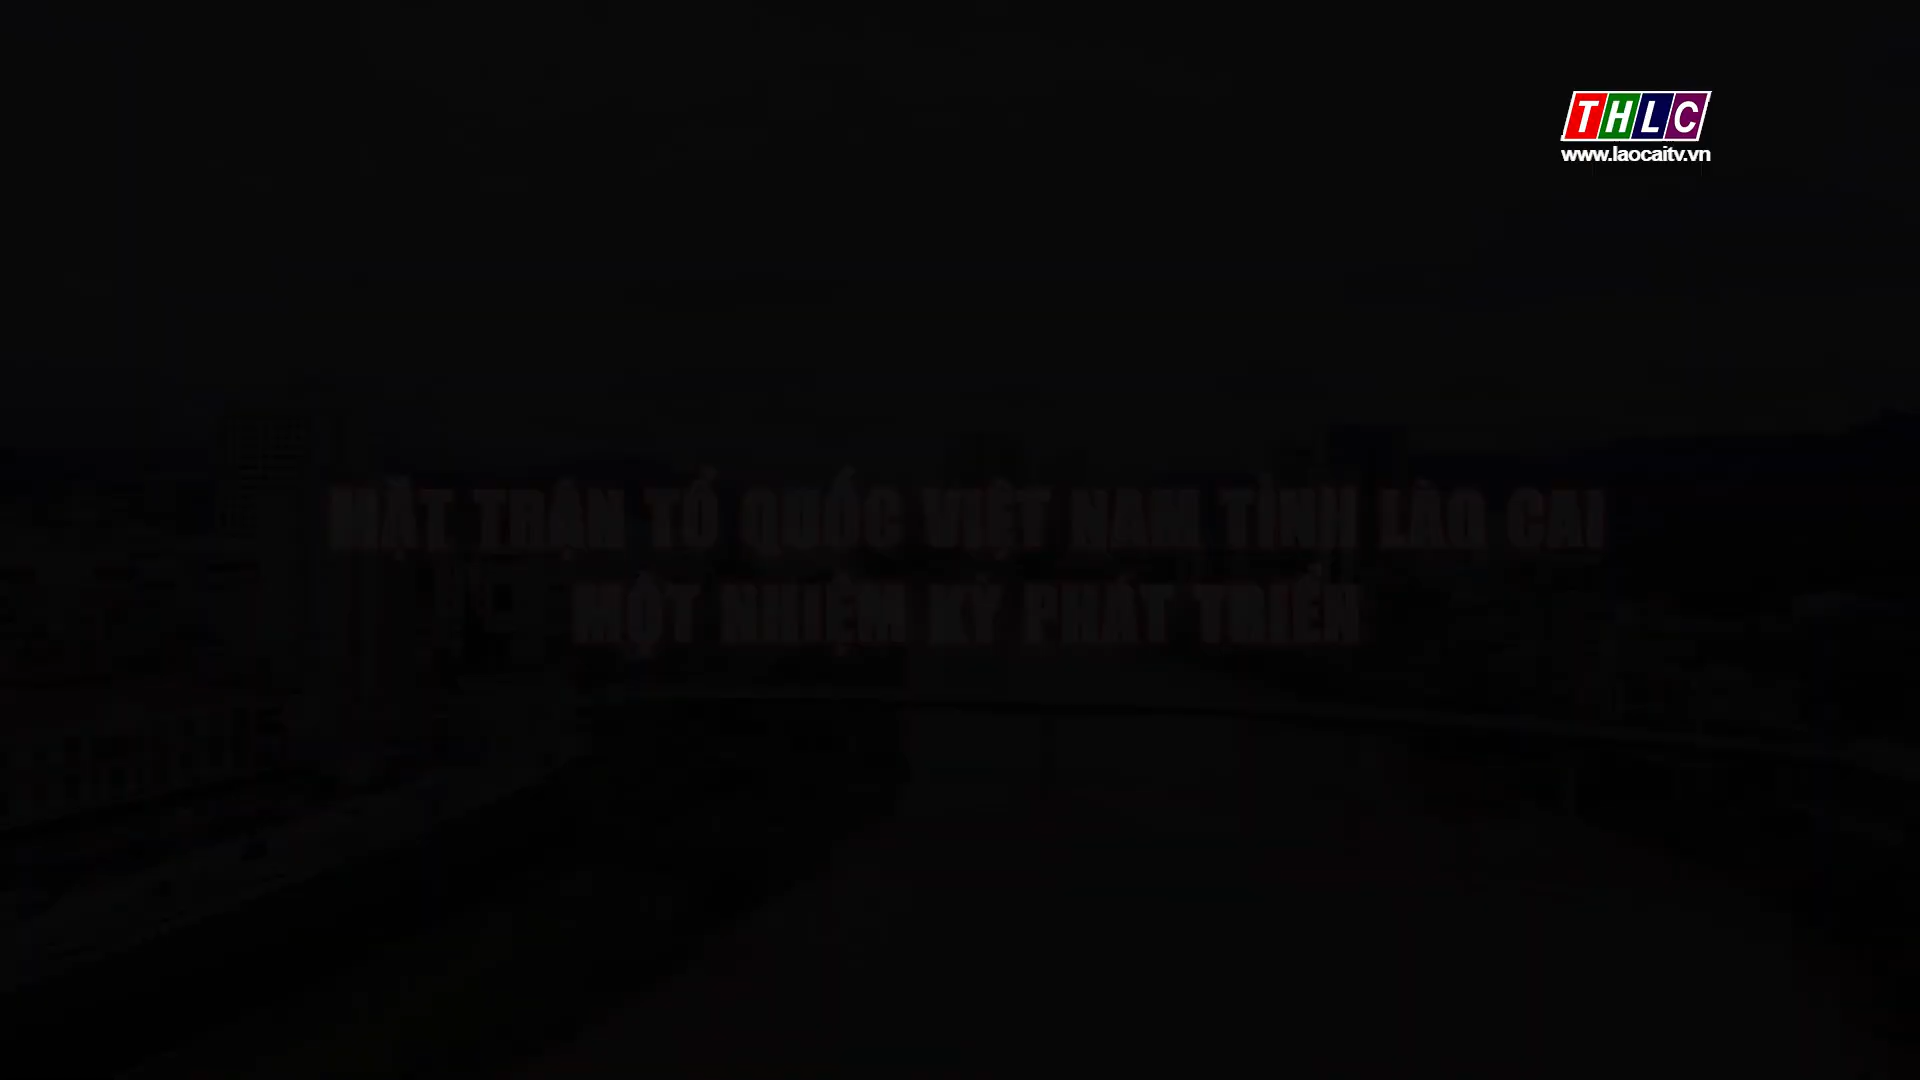 THLC
www.laocaitv.vn
MẶT TRẬN TỔ QUỐC VIỆT NAM TỈNH LÀO CAI
MỘT NHIỆM KỲ PHÁT TRIỂN